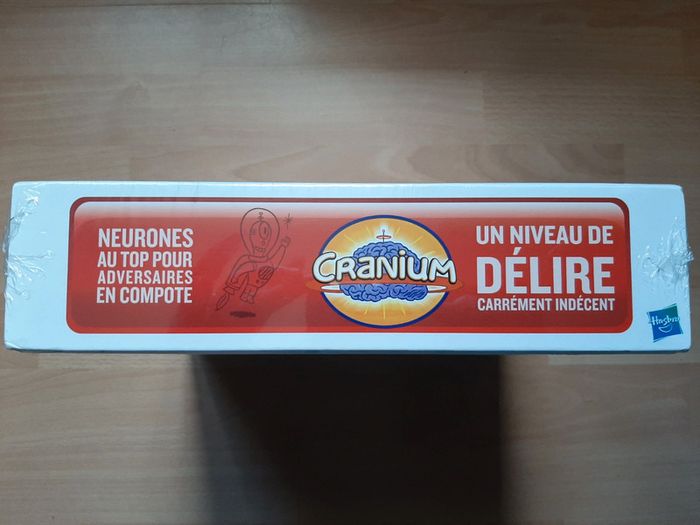 NEURONES
AU TOP POUR
ADVERSAIRES
EN COMPOTE
CRANIUM
UN NIVEAU DE
DÉLIRE
CARRÉMENT INDÉCENT
Hasbro